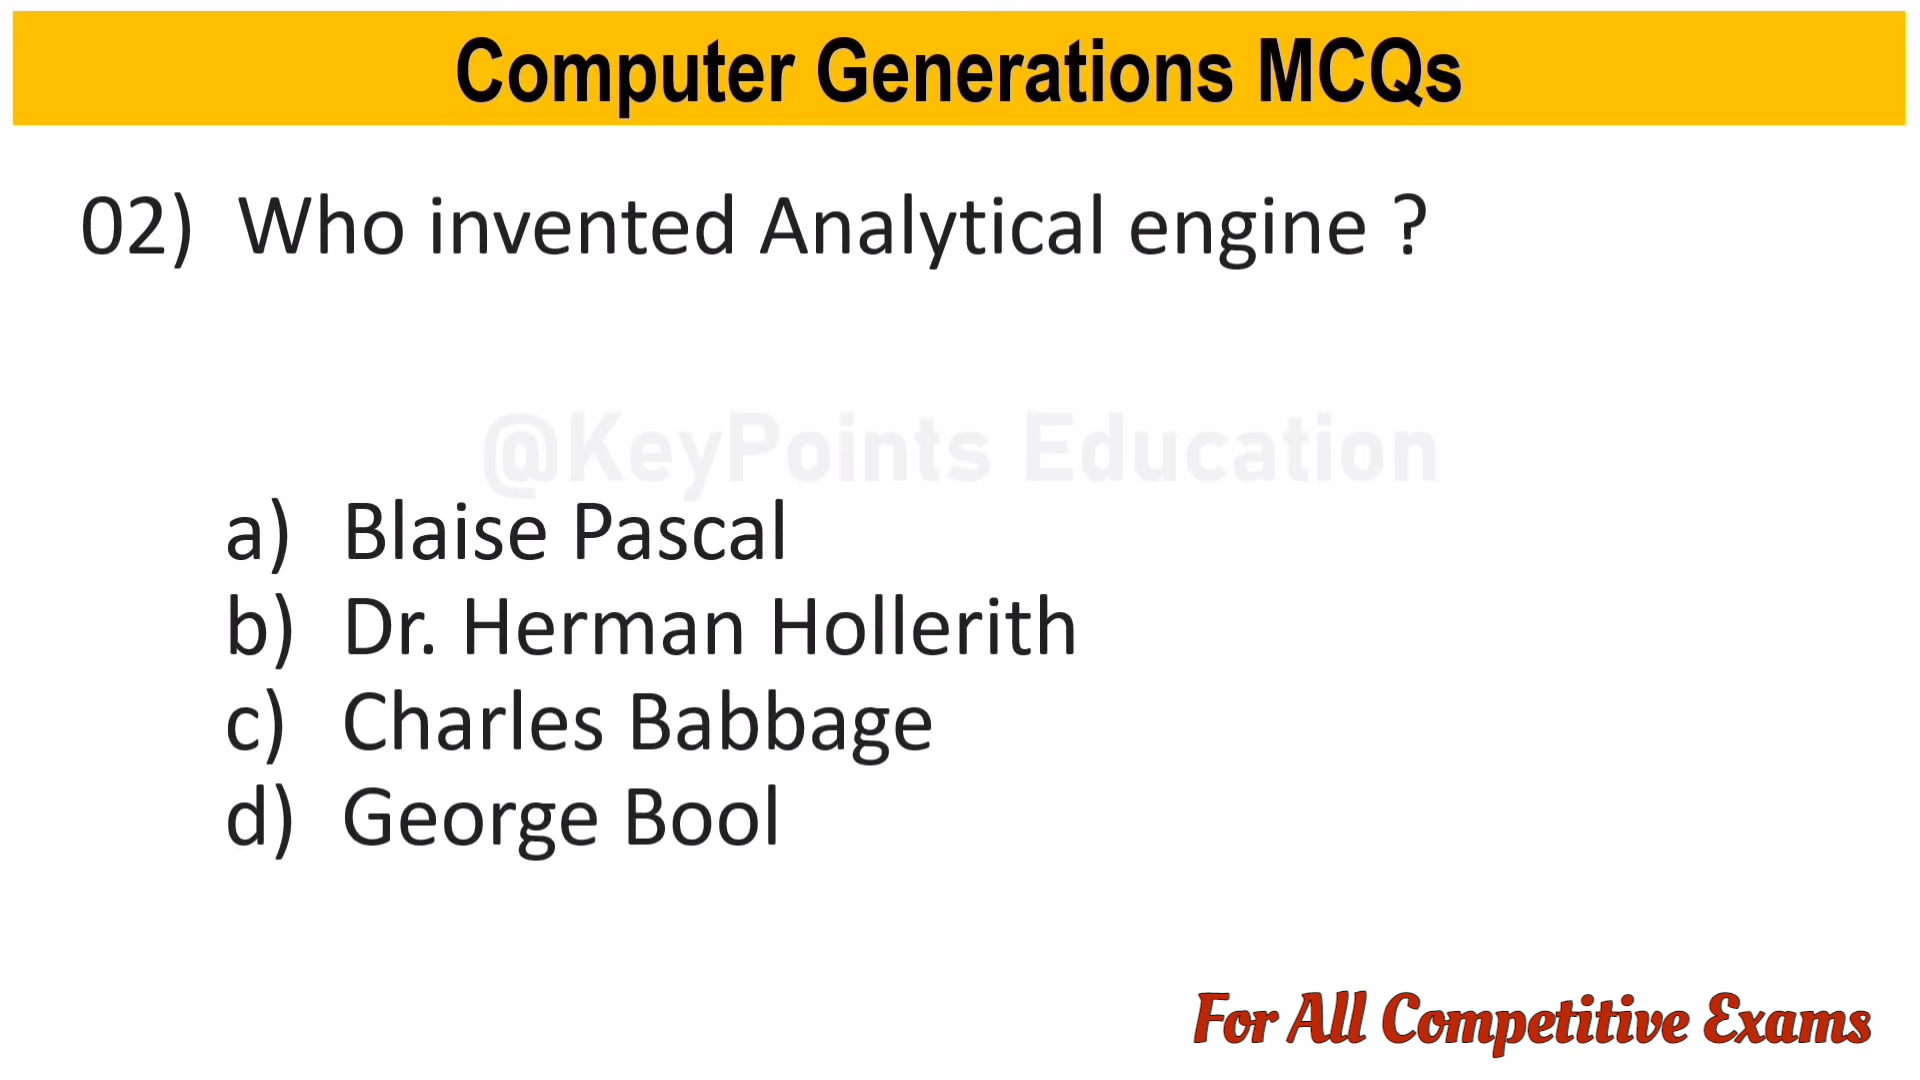 Computer Generations MCQs
02) Who invented Analytical engine ?
@KeyPoints Education
a) Blaise Pascal
b) Dr. Herman Hollerith
c) Charles Babbage
d) George Bool
For All Competitive Exams